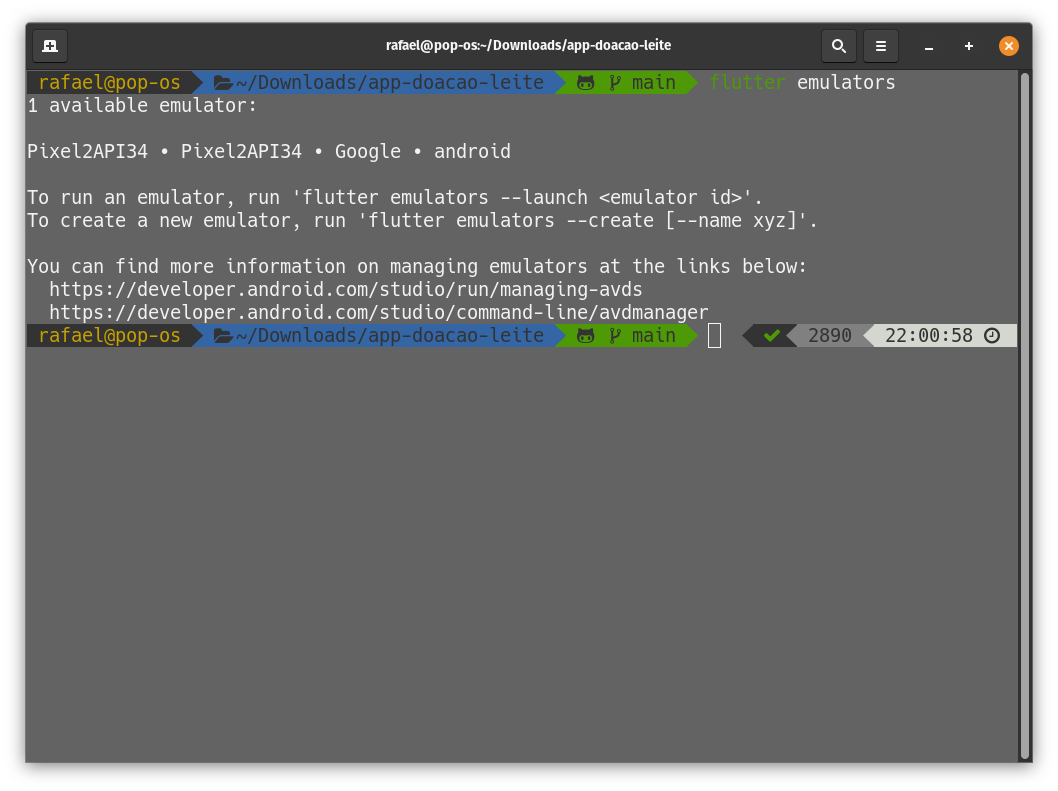 rafael@pop-os:~/Downloads/app-doacao-leite
rafael@pop-os ~/Downloads/app-doacao-leite main flutter emulators
1 available emulator:
Pixel2API34 • Pixel2API34 • Google • android
To run an emulator, run 'flutter emulators --launch <emulator id>'.
To create a new emulator, run 'flutter emulators --create [--name xyz]'.
You can find more information on managing emulators at the links below:
https://developer.android.com/studio/run/managing-avds
https://developer.android.com/studio/command-line/avdmanager
rafael@pop-os ~/Downloads/app-doacao-leite main 2890 22:00:58